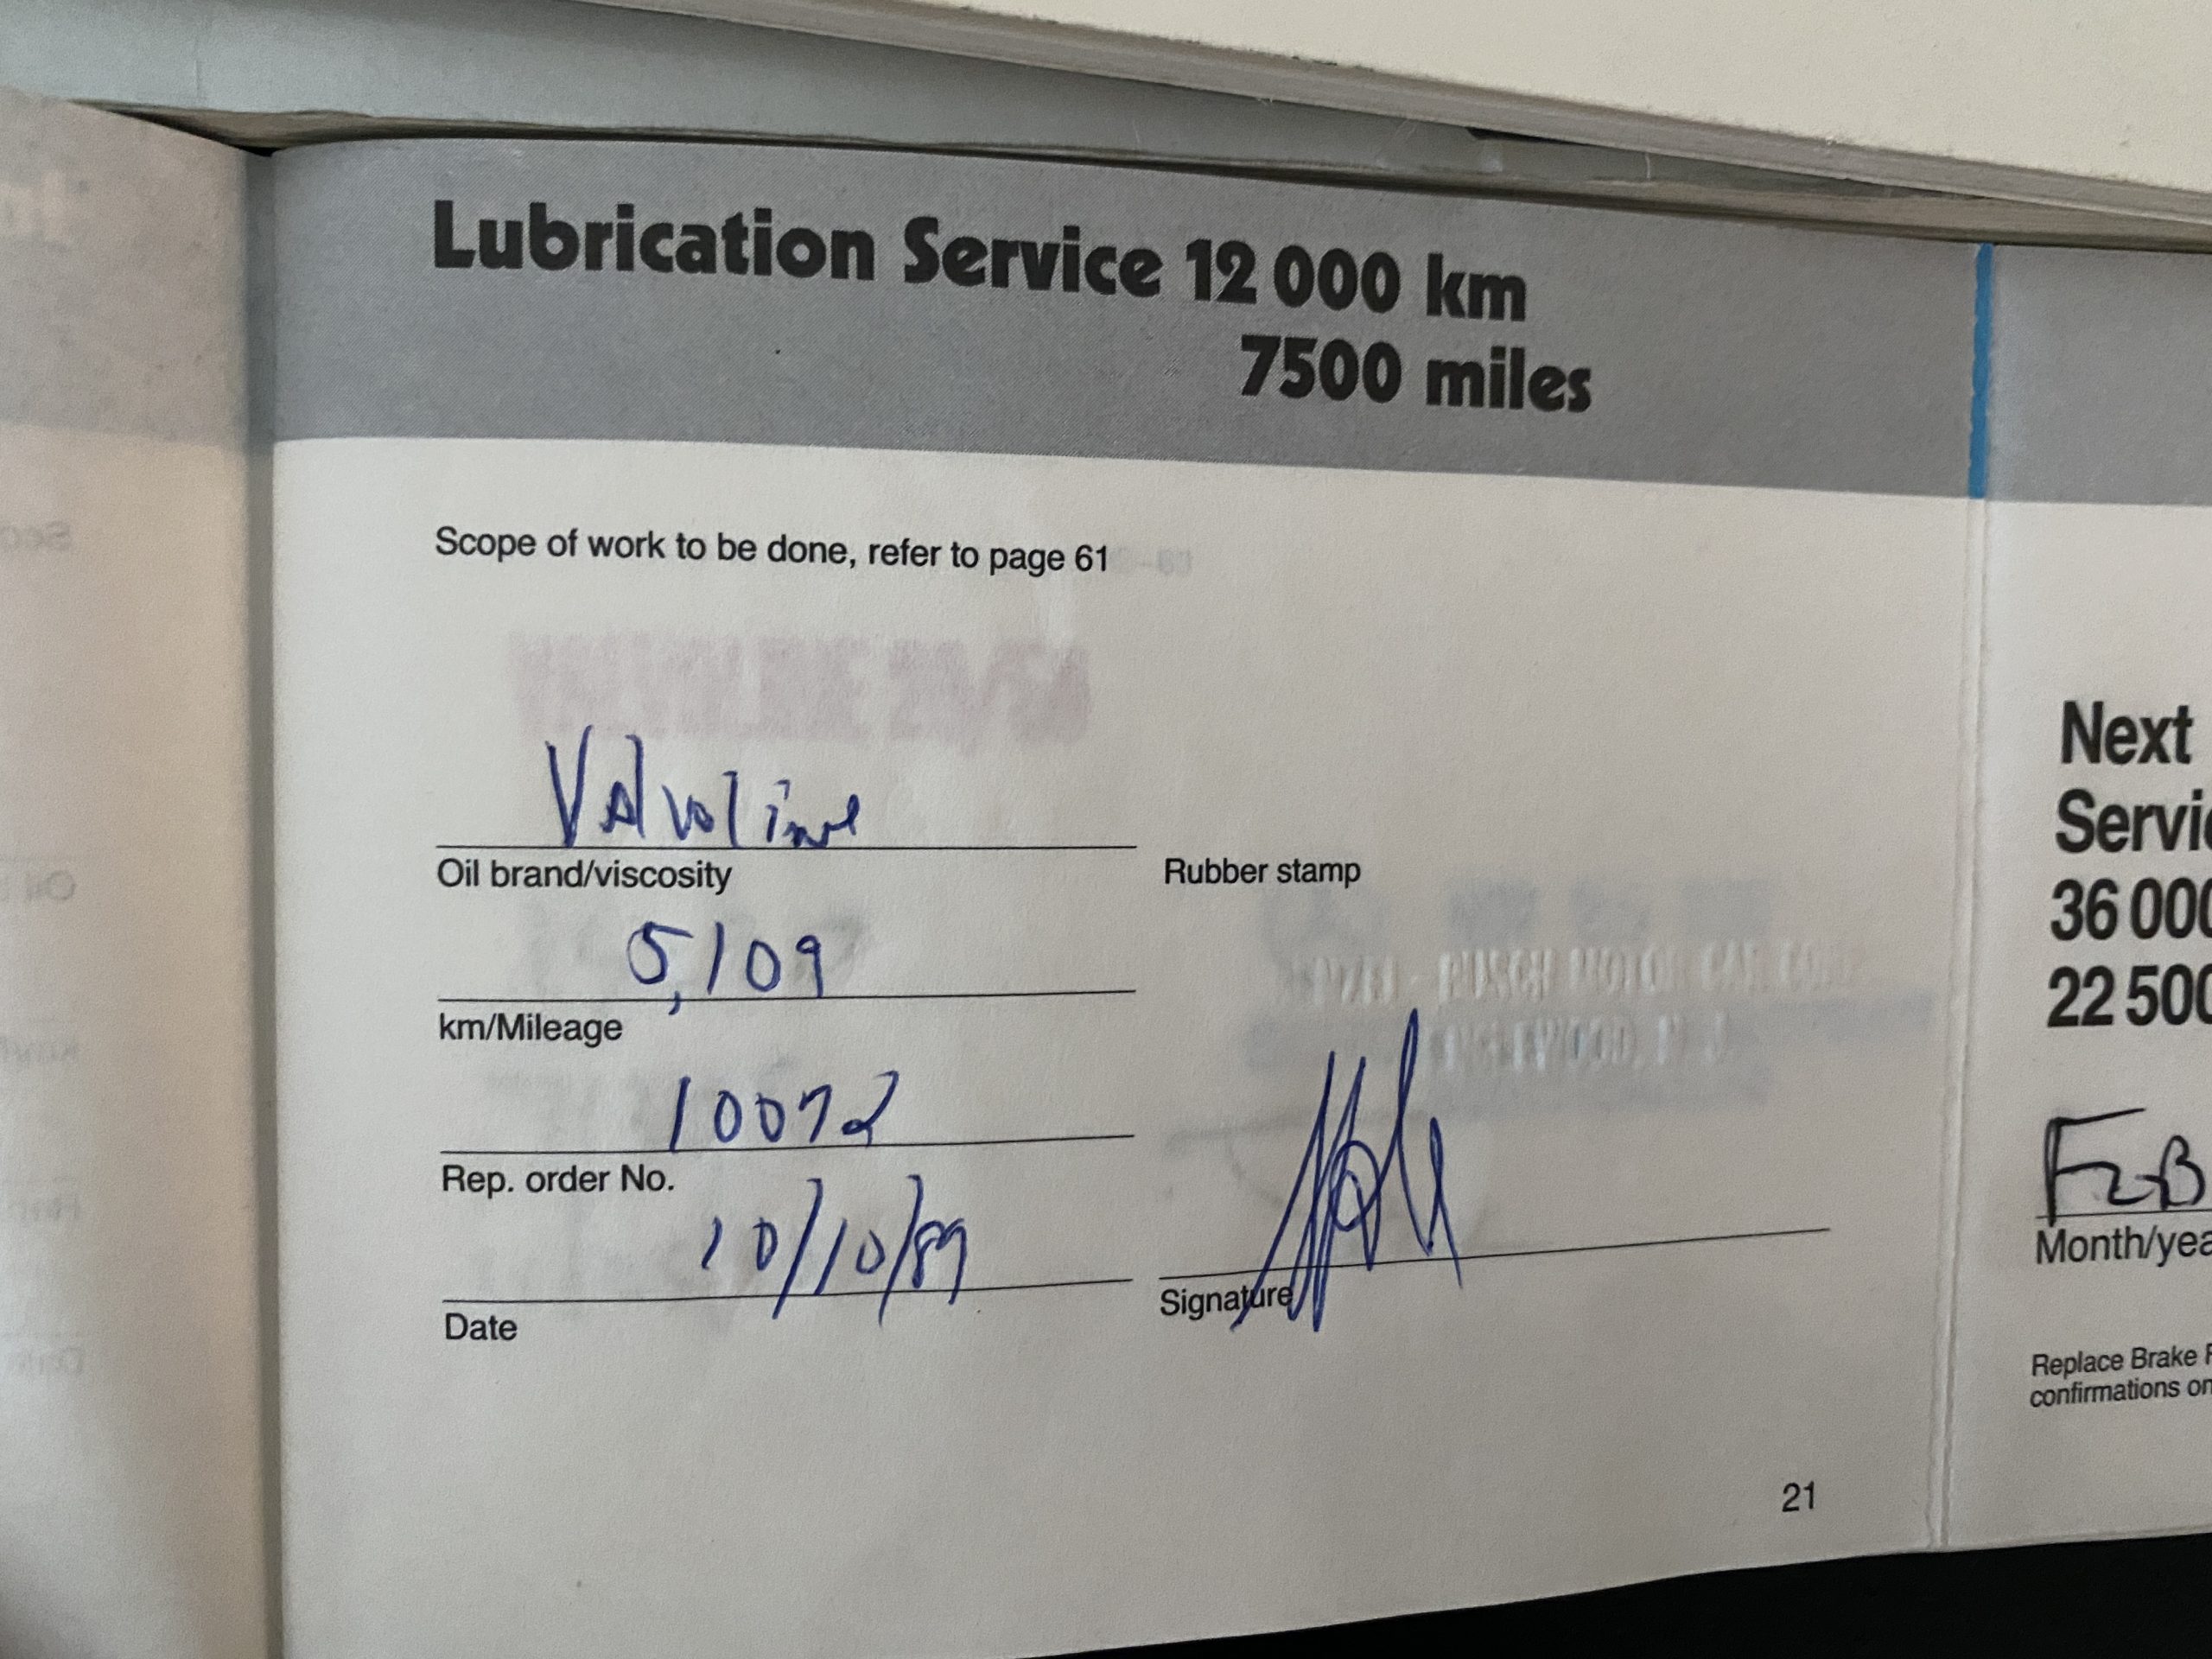 Lubrication Service 12 000 km
7500 miles
Scope of work to be done, refer to page 61
Valvoline
Oil brand/viscosity
Rubber stamp
5,109
km/Mileage
10072
Rep. order No.
10/10/89
Date
Signature
21
Next
Servi
36 000
22 500
FEB
Month/yea
Replace Brake F
confirmations on